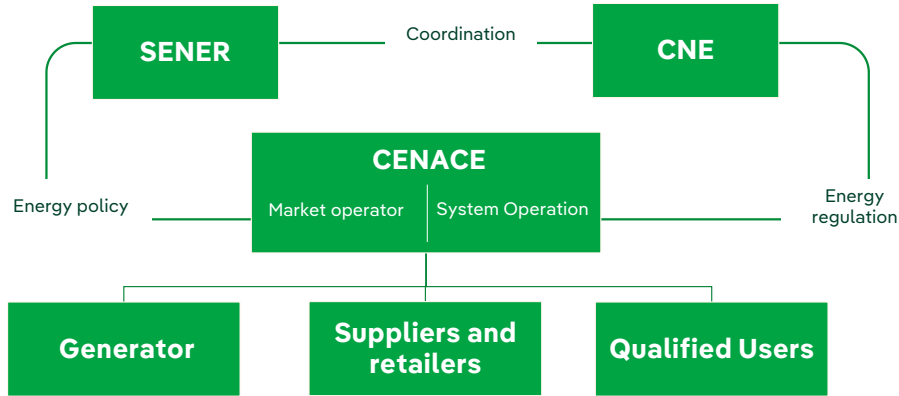 SENER
Coordination
CNE
CENACE
Market operator
System Operation
Energy policy
Energy
regulation
Generator
Suppliers and
retailers
Qualified Users